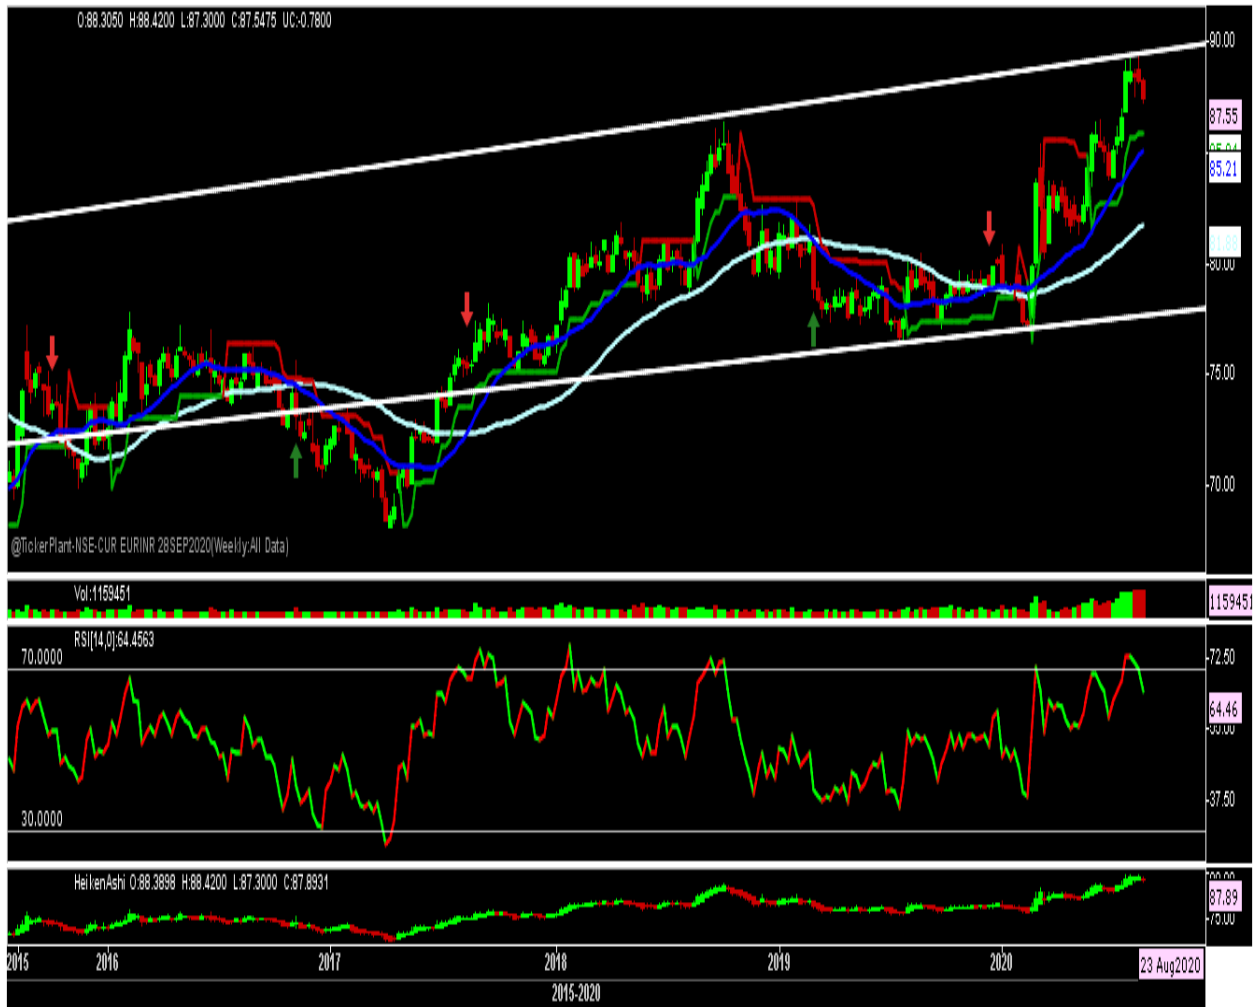 O:88.3050 H:88.4200 L:87.3000 C:87.5475 UC:-0.7800
90.00
87.55
85.21
80.00
75.00
70.00
@TickerPlant-NSE-CUR EURINR 28SEP2020(Weekly:All Data)
Vol:1159451
1159451
RSI[14,0]:64.4563
70.0000
72.50
64.46
37.50
30.0000
HeikenAshi O:88.3898 H:88.4200 L:87.3000 C:87.8931
87.89
75.00
2015 2016 2017 2018 2019 2020 23 Aug2020
2015-2020